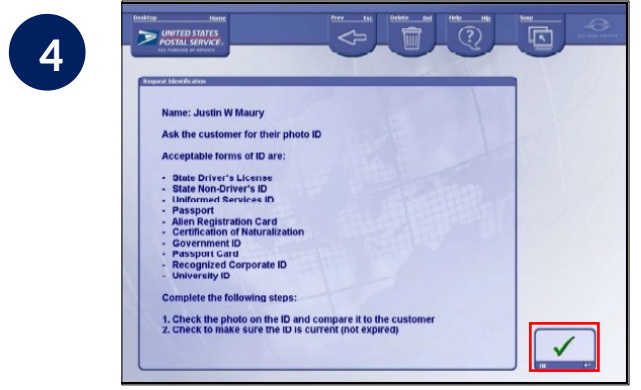 4
Desktop Home
Prev Esc
Delete Del
Help Hlp
Susp
UNITED STATES
POSTAL SERVICE
Request Identification
Name: Justin W Maury
Ask the customer for their photo ID
Acceptable forms of ID are:
- State Driver's License
- State Non-Driver's ID
- Uniformed Services ID
- Passport
- Alien Registration Card
- Certification of Naturalization
- Government ID
- Passport Card
- Recognized Corporate ID
- University ID
Complete the following steps:
1. Check the photo on the ID and compare it to the customer
2. Check to make sure the ID is current (not expired)
OK